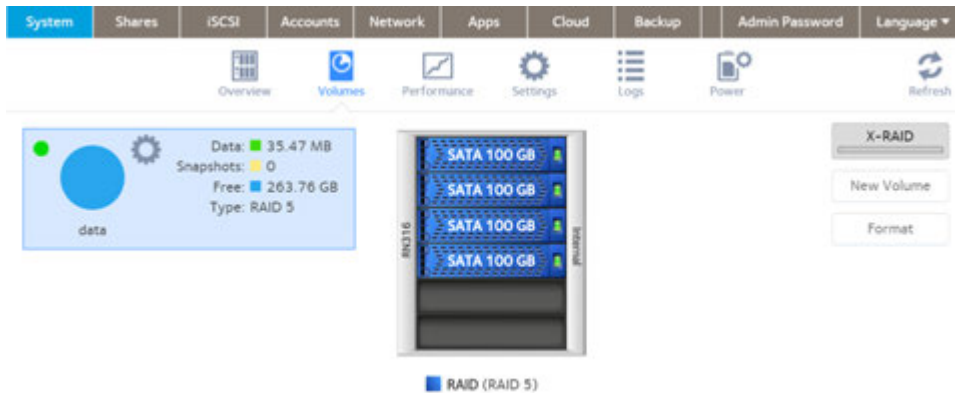 System Shares iSCSI Accounts Network Apps Cloud Backup Admin Password Language
Overview Volumes Performance Settings Logs Power Refresh
Data: 35.47 MB
Snapshots: 0
Free: 263.76 GB
Type: RAID 5
data
RN316
SATA 100 GB
SATA 100 GB
SATA 100 GB
SATA 100 GB
Internal
RAID (RAID 5)
X-RAID
New Volume
Format